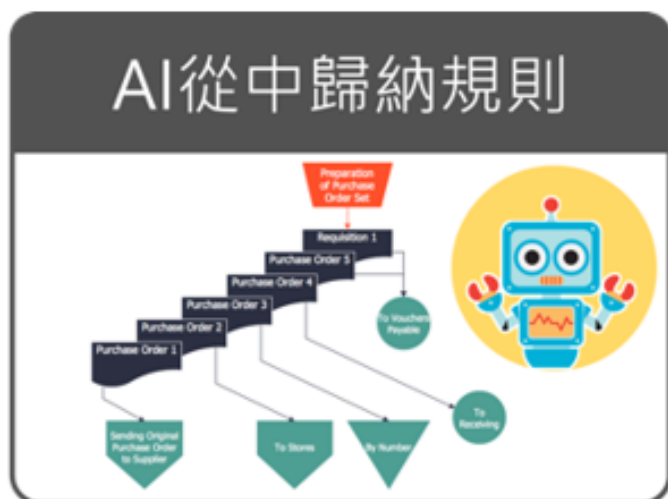 AI從中歸納規則
Preparation
of Purchase
Order Set
Requisition 1
Purchase Order 5
Purchase Order 4
Purchase Order 3
Purchase Order 2
Purchase Order 1
To Vouchers
Payable
To
Receiving
Sending Original
Purchase Order
to Supplier
To Stores
By Number